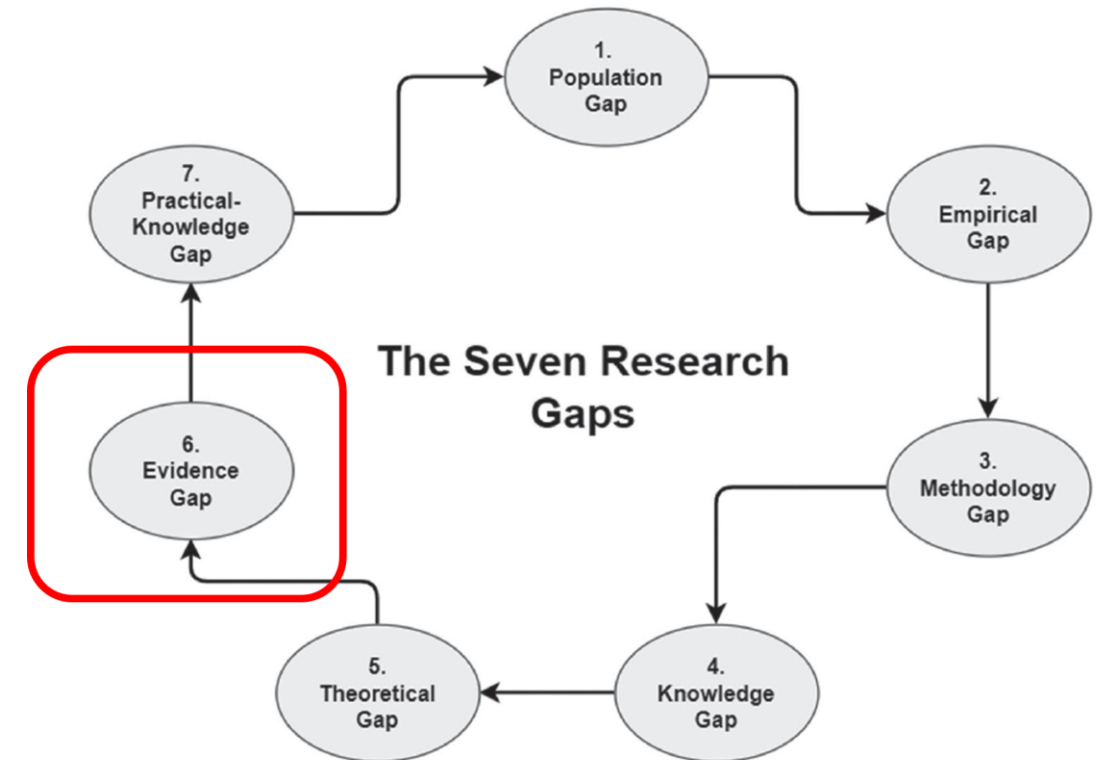 1.
Population
Gap
2.
Empirical
Gap
3.
Methodology
Gap
4.
Knowledge
Gap
5.
Theoretical
Gap
6.
Evidence
Gap
7.
Practical-
Knowledge
Gap
The Seven Research
Gaps